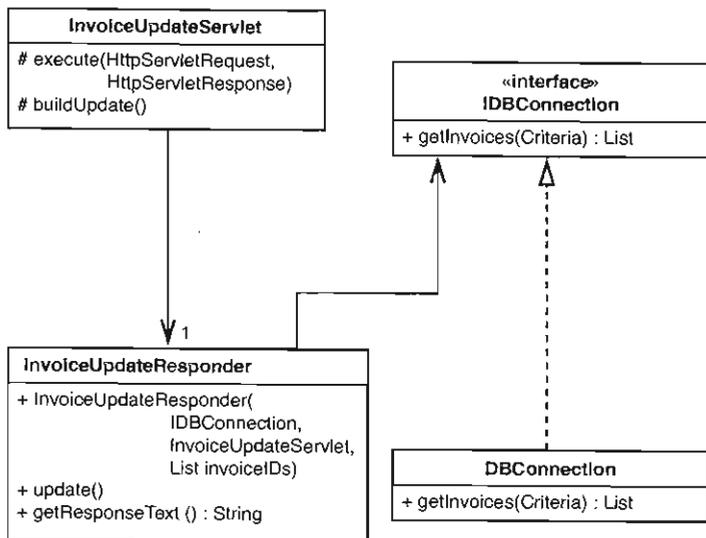 InvoiceUpdateServlet
# execute(HttpServletRequest,
HttpServletResponse)
# buildUpdate()
«interface»
IDBConnection
+ getInvoices(Criteria) : List
1
InvoiceUpdateResponder
+ InvoiceUpdateResponder(
IDBConnection,
InvoiceUpdateServlet,
List invoiceIDs)
+ update()
+ getResponseText () : String
DBConnection
+ getInvoices(Criteria) : List